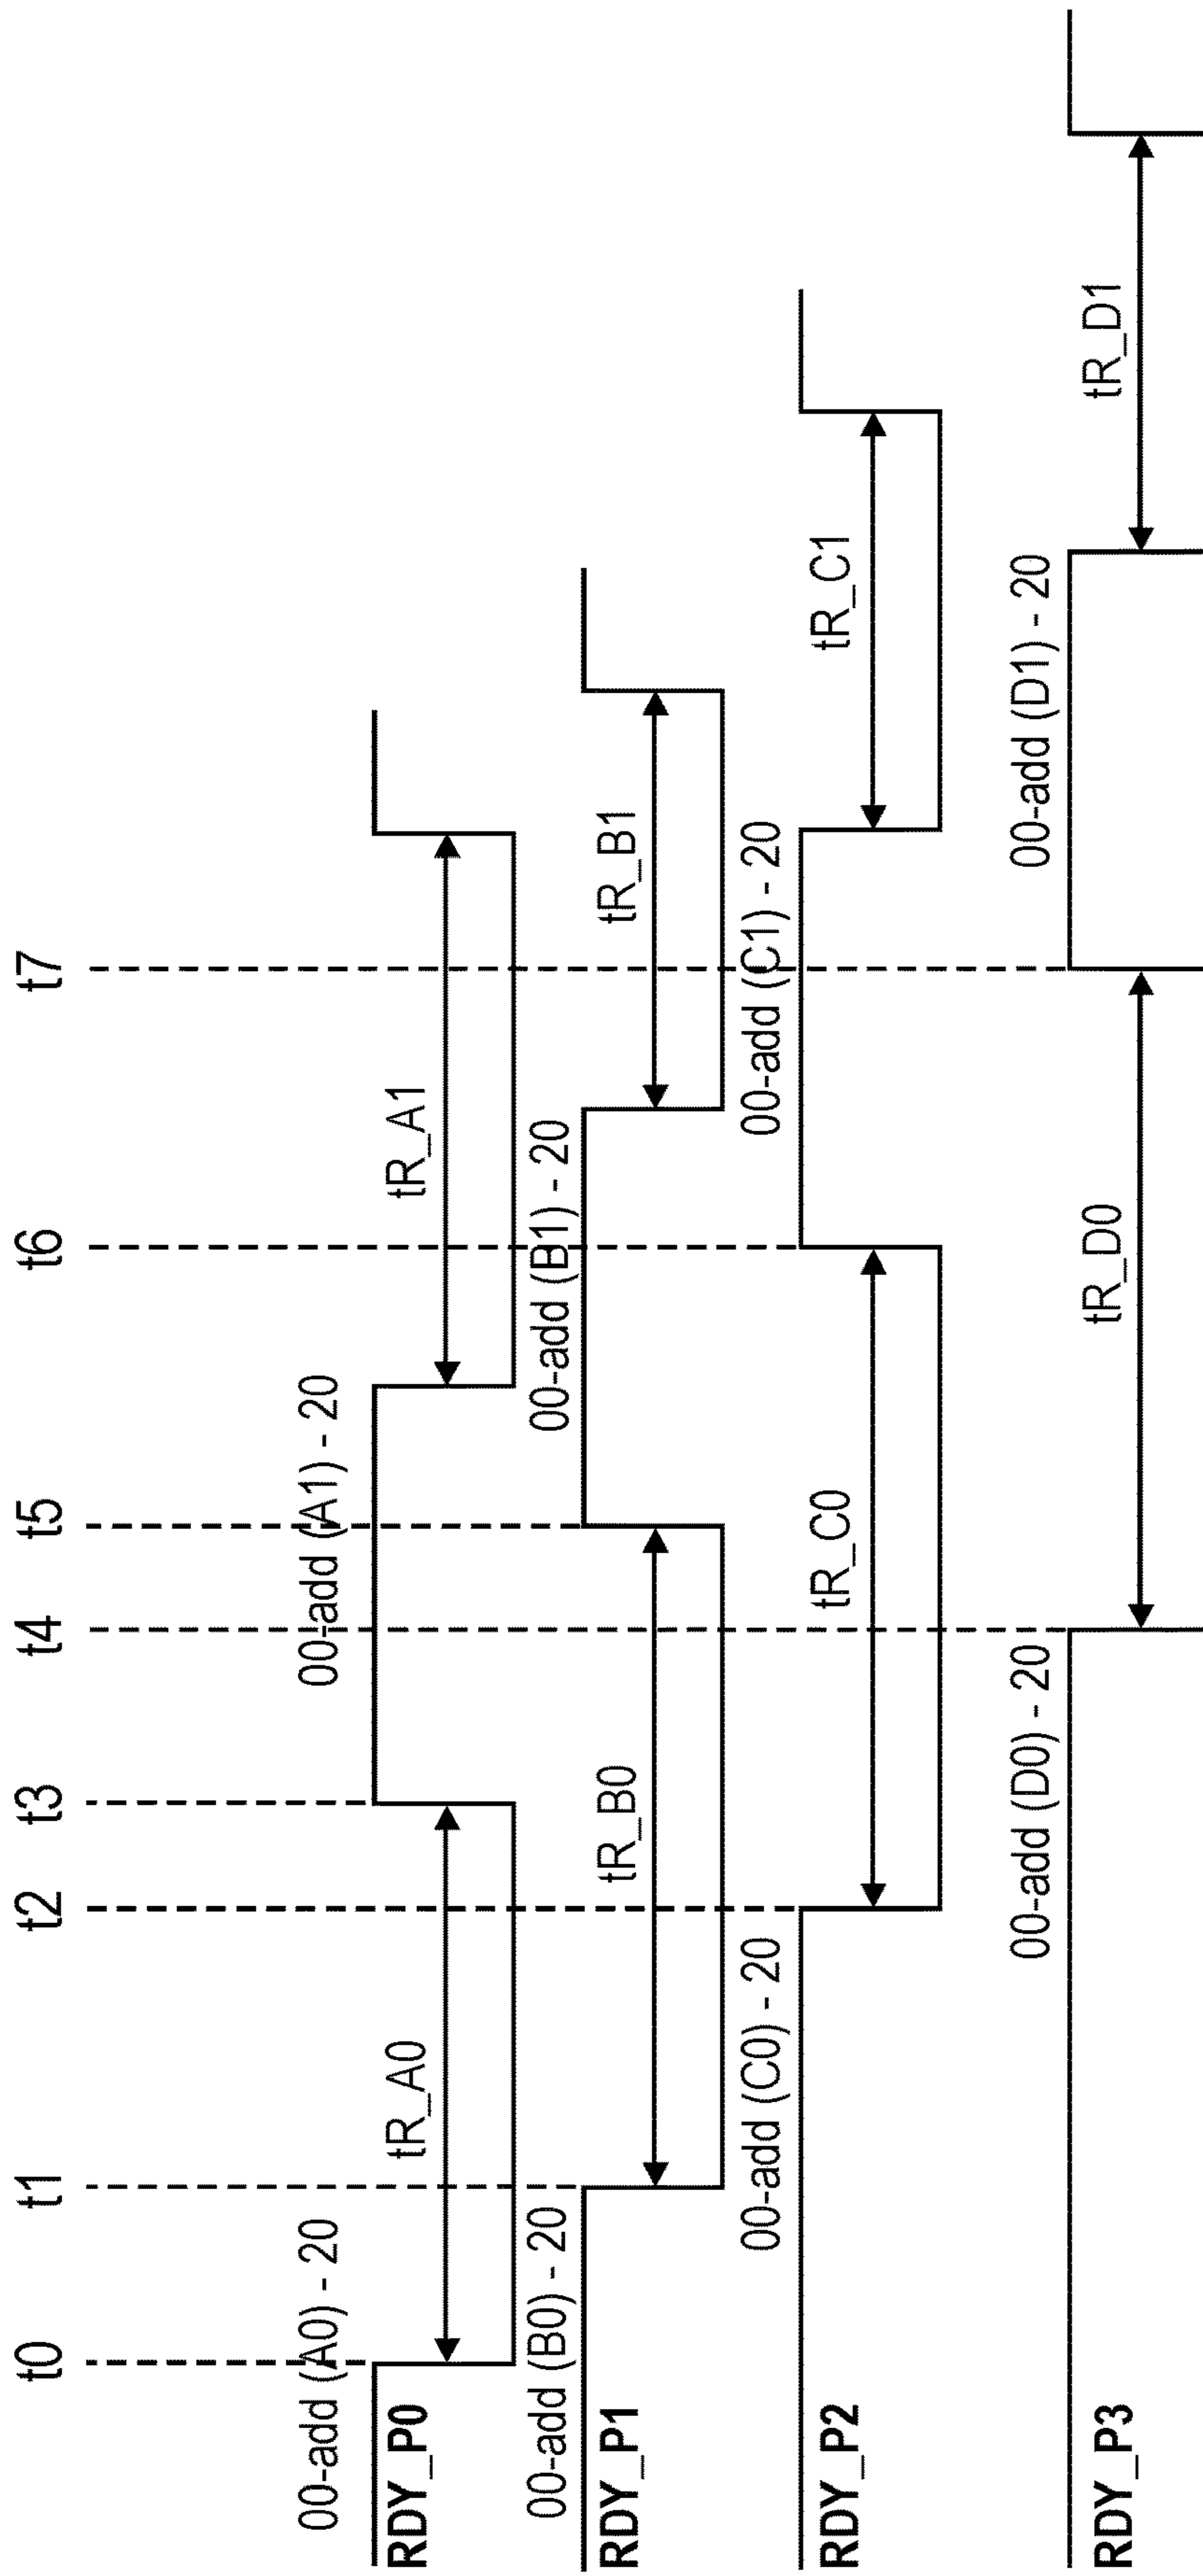 t0 t1 t2 t3 t4 t5 t6 t7
00-add (A0) - 20
00-add (A1) - 20
RDY_P0
tR_A0
tR_A1
00-add (B0) - 20
00-add (B1) - 20
RDY_P1
tR_B0
tR_B1
00-add (C0) - 20
00-add (C1) - 20
RDY_P2
tR_C0
tR_C1
00-add (D0) - 20
00-add (D1) - 20
RDY_P3
tR_D0
tR_D1